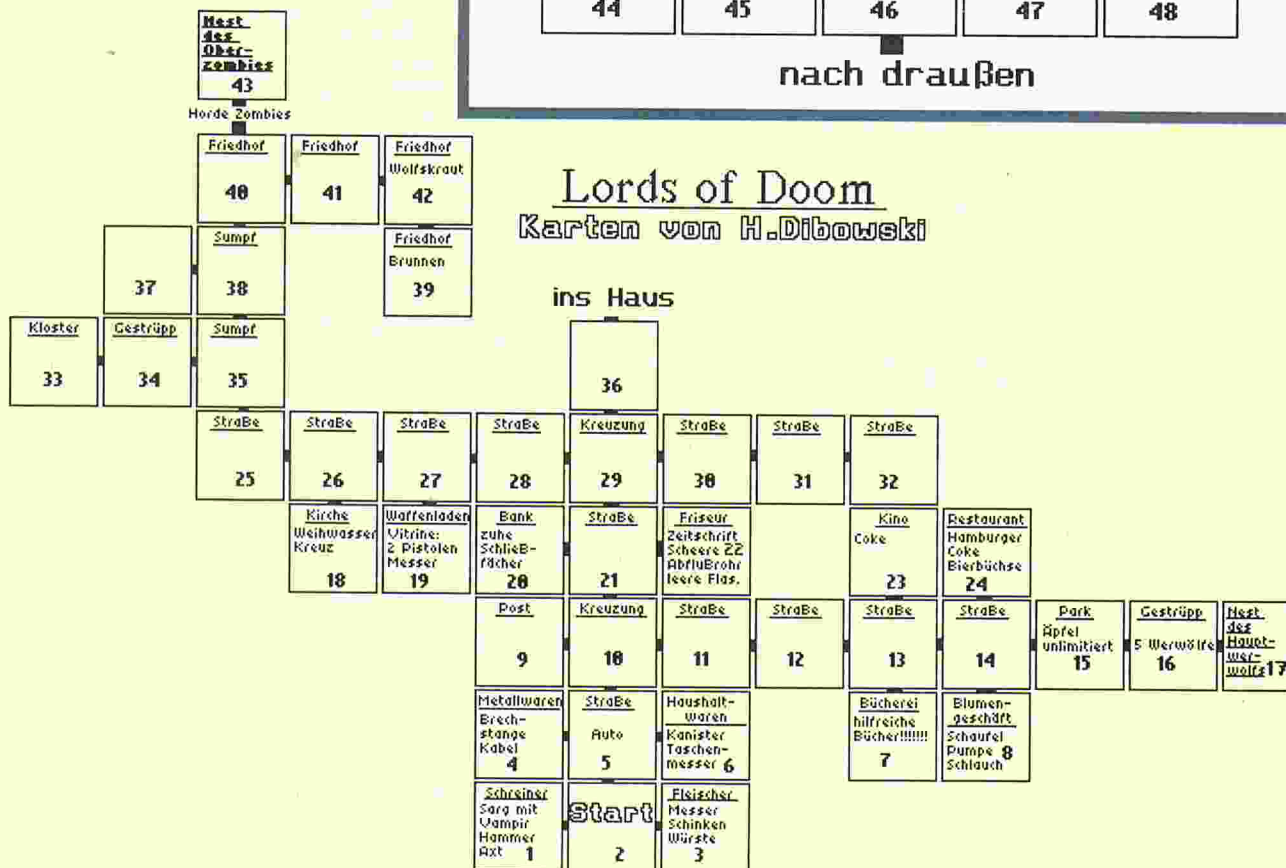 44 45 46 47 48
nach draußen
Nest
des
Ober-
zombies
43
Horde Zombies
Friedhof
40
Friedhof
41
Friedhof
Wolfskraut
42
Lords of Doom
Karten von H.Dibowski
37
Sumpf
38
Friedhof
Brunnen
39
ins Haus
Kloster
33
Gestrüpp
34
Sumpf
35
36
Straße
25
Straße
26
Straße
27
Straße
28
Kreuzung
29
Straße
30
Straße
31
Straße
32
Kirche
Weihwasser
Kreuz
18
Waffenladen
Vitrine:
2 Pistolen
Messer
19
Bank
zuhe
Schließ-
fächer
20
Straße
21
Friseur
Zeitschrift
Scheere 22
Abflußrohr
leere Flas.
Kino
Coke
23
Restaurant
Hamburger
Coke
Bierbüchse
24
Post
9
Kreuzung
10
Straße
11
Straße
12
Straße
13
Straße
14
Park
Äpfel
unlimitiert
15
Gestrüpp
5 Werwölfe
16
Nest
des
Haupt-
wer-
wolfs 17
Metallwaren
Brech-
stange
Kabel
4
Straße
Auto
5
Haushalt-
waren
Kanister
Taschen-
messer 6
Bücherei
hilfreiche
Bücher!!!!!!!
7
Blumen-
geschäft
Schaufel
Pumpe 8
Schlauch
Schreiner
Sarg mit
Vampir
Hammer
Axt 1
Start
2
Fleischer
Messer
Schinken
Würste
3